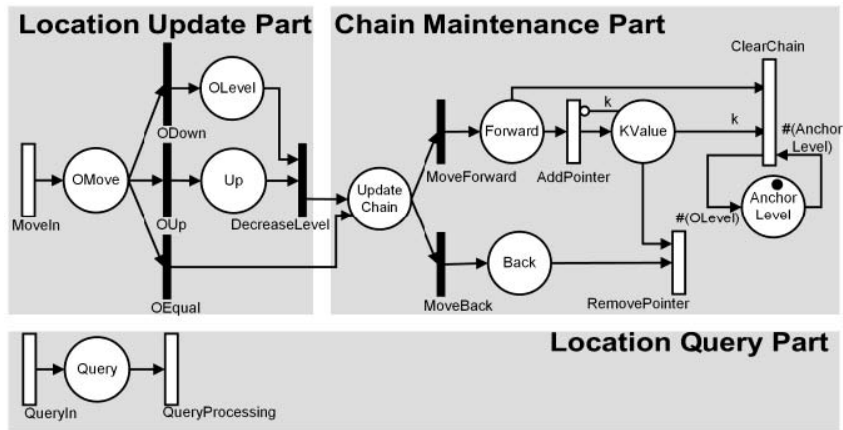 Location Update Part
Chain Maintenance Part
ClearChain
OLevel
k
Forward
KValue
k
#(Anchor
Level)
ODown
OMove
Up
MoveForward
AddPointer
Update
Chain
Anchor
Level
MoveIn
OUp
DecreaseLevel
#(OLevel)
Back
OEqual
MoveBack
RemovePointer
Location Query Part
Query
QueryIn
QueryProcessing